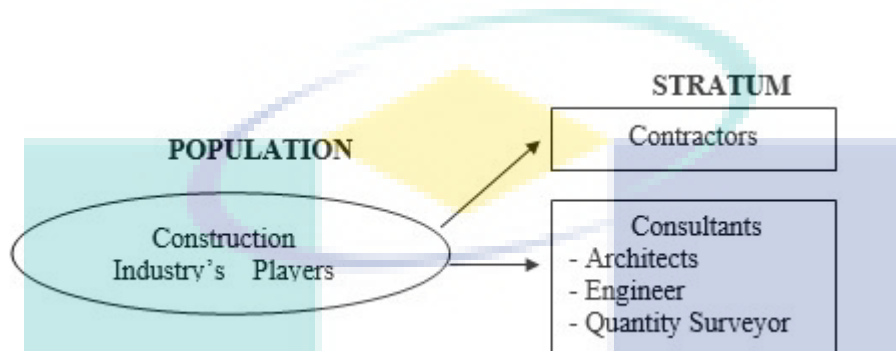 STRATUM
Contractors
POPULATION
Construction
Industry's Players
Consultants
- Architects
- Engineer
- Quantity Surveyor